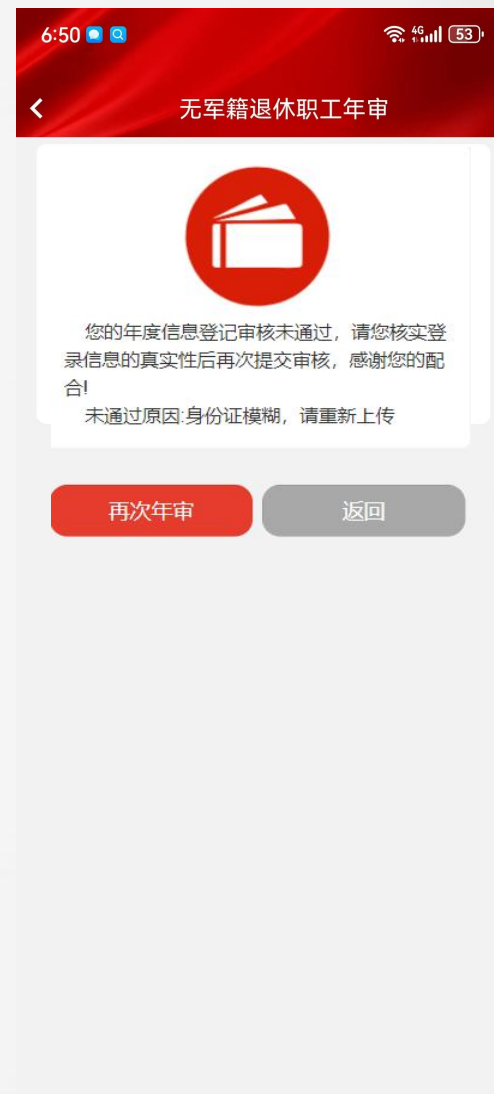 6:50
4G
53
无军籍退休职工年审
您的年度信息登记审核未通过，请您核实登
录信息的真实性后再次提交审核，感谢您的配
合!
未通过原因:身份证模糊，请重新上传
再次年审
返回